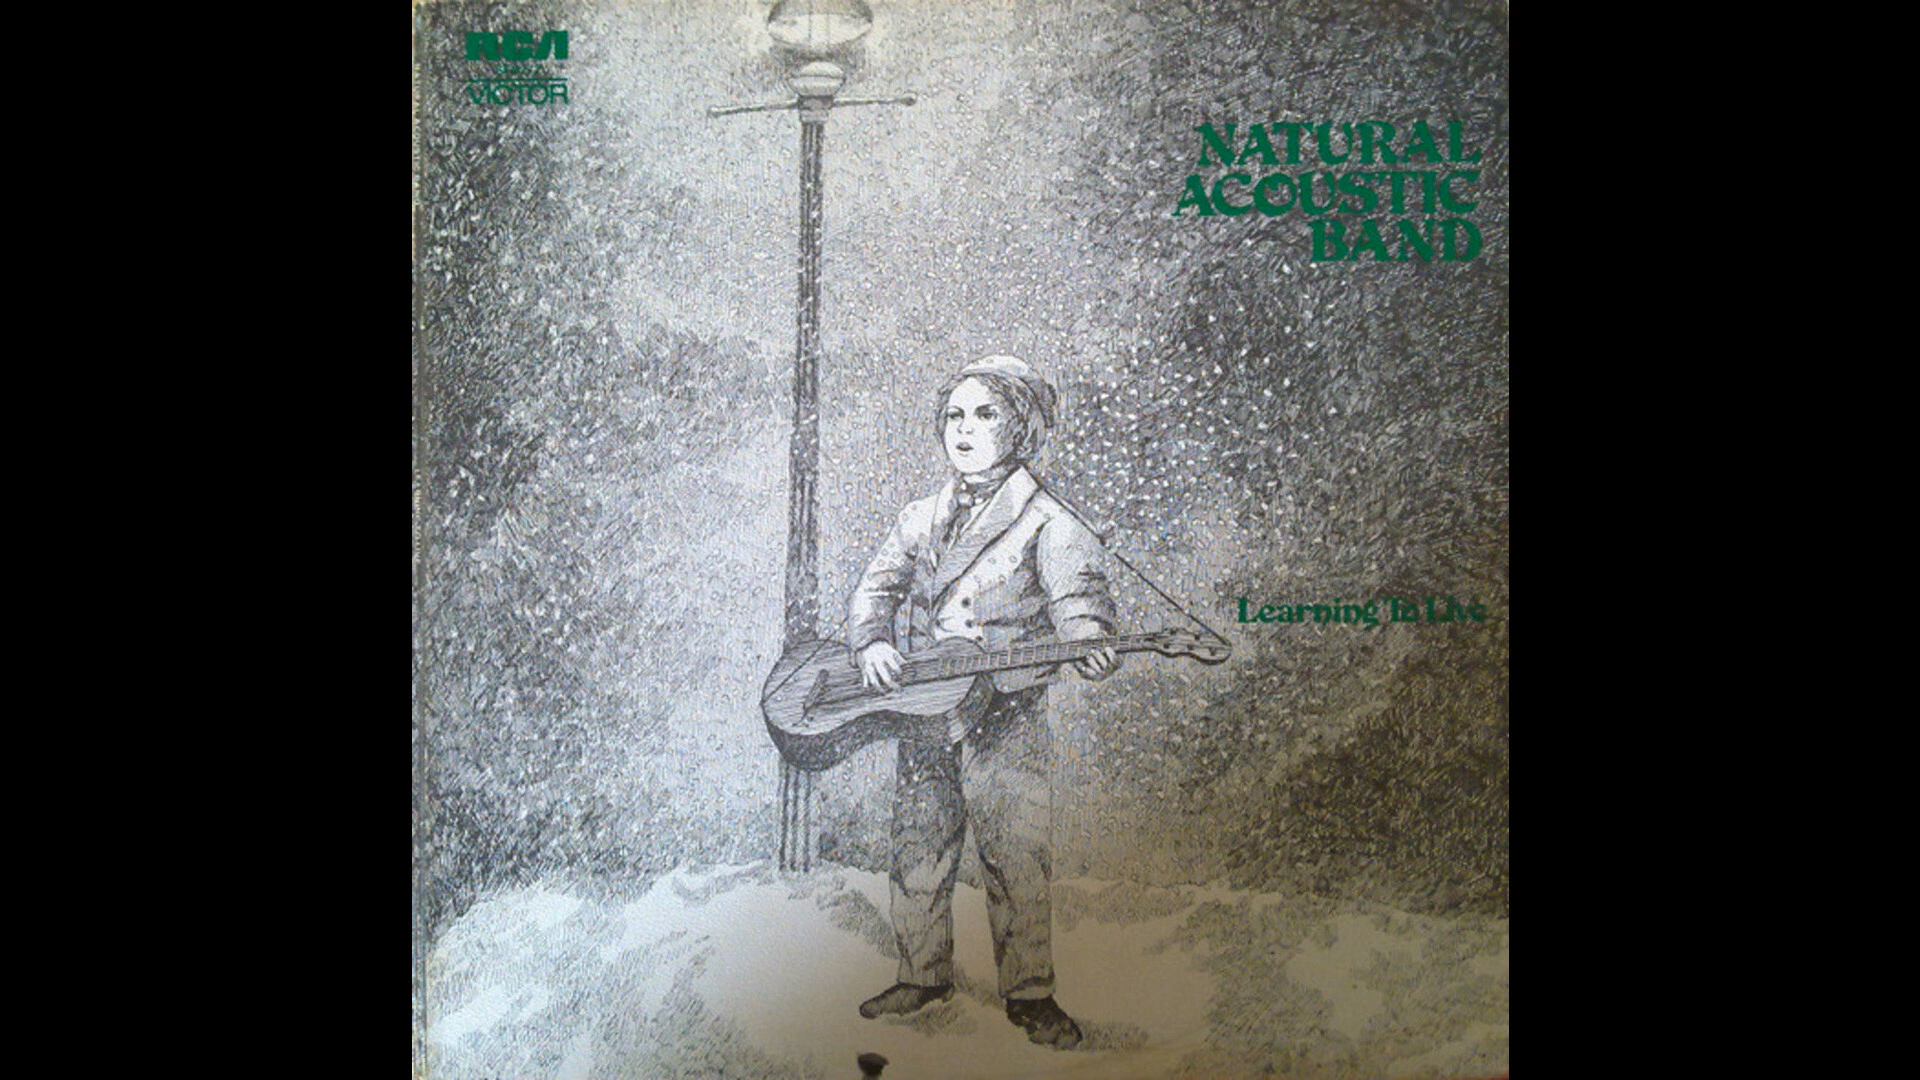 RCA
VICTOR
NATURAL
ACOUSTIC
BAND
Learning To Live